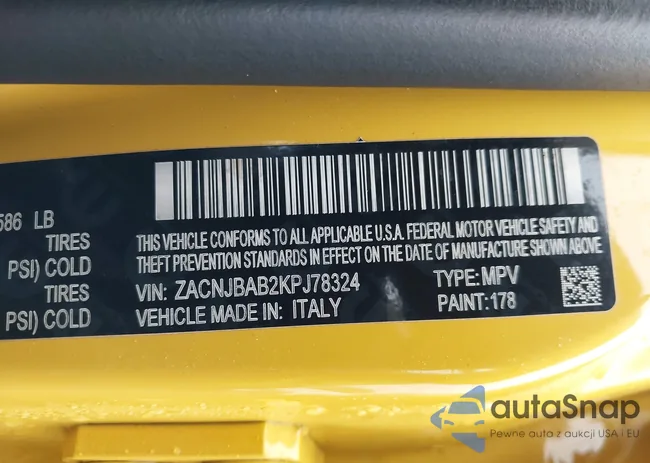 586 LB
TIRES
PSI) COLD
TIRES
PSI) COLD
THIS VEHICLE CONFORMS TO ALL APPLICABLE U.S.A. FEDERAL MOTOR VEHICLE SAFETY AND
THEFT PREVENTION STANDARDS IN EFFECT ON THE DATE OF MANUFACTURE SHOWN ABOVE
VIN: ZACNJBAB2KPJ78324 TYPE: MPV
VEHICLE MADE IN: ITALY PAINT: 178
autaSnap
Pewne auta z aukcji USA i EU